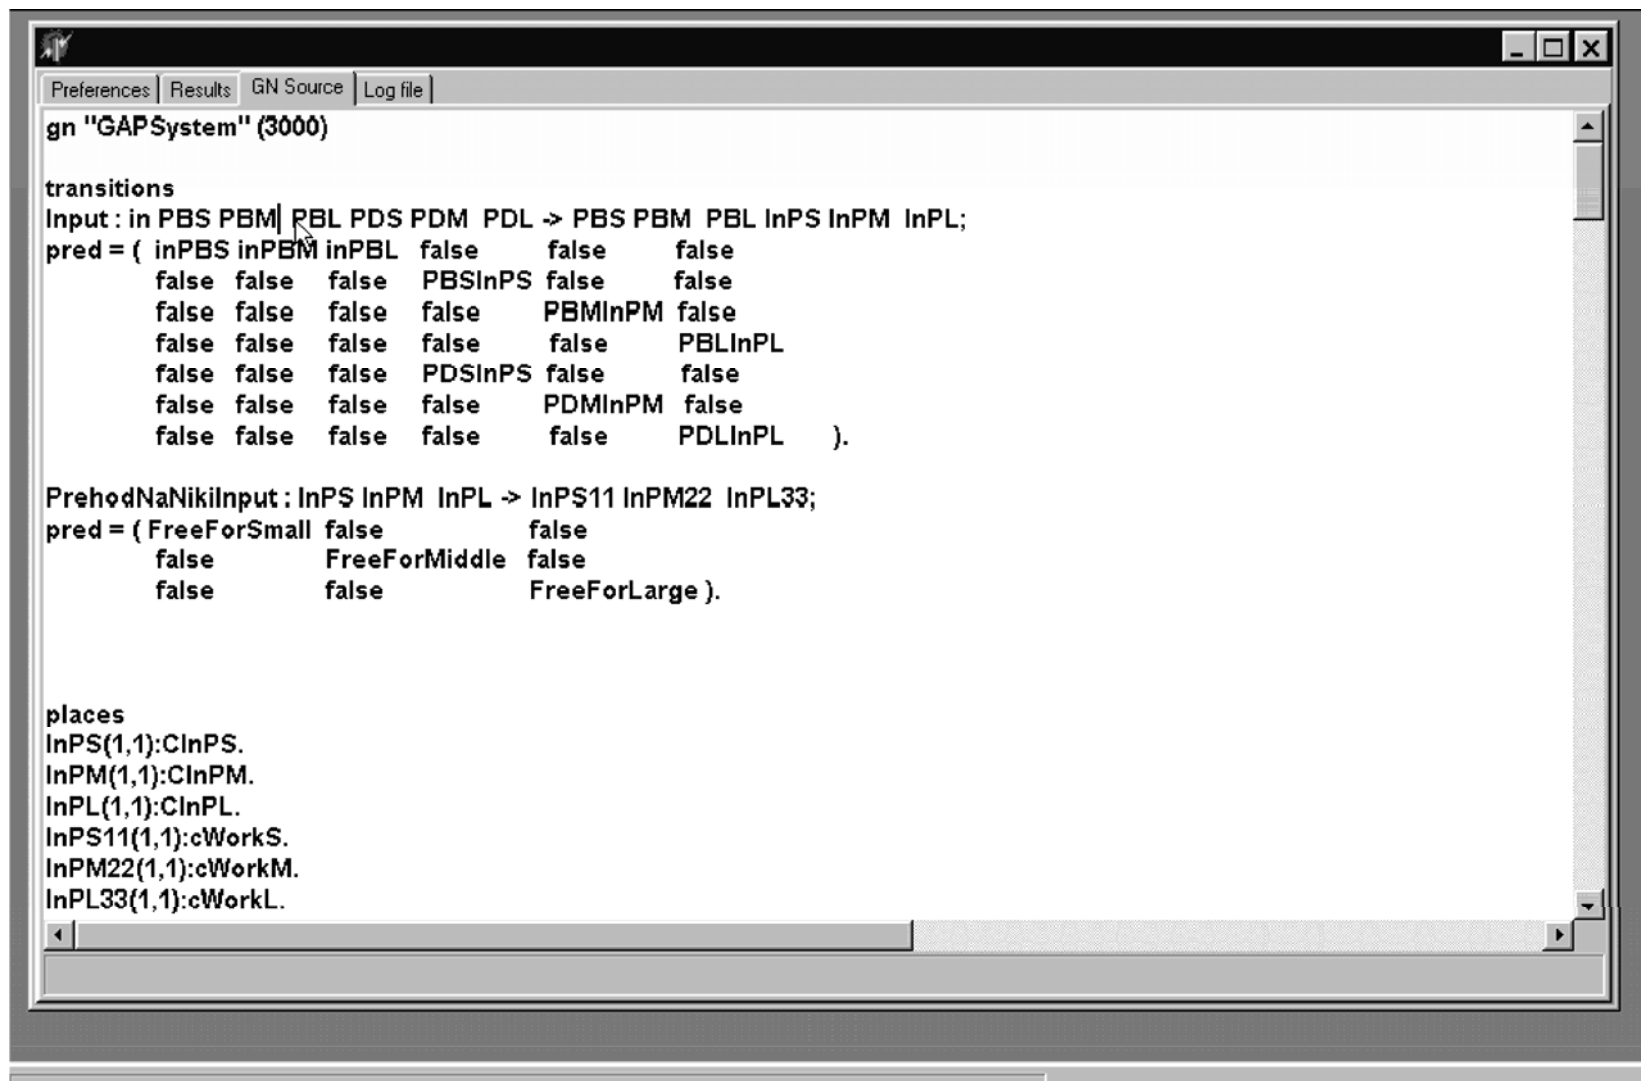 Preferences Results GN Source Log file
gn "GAPSystem" (3000)
transitions
Input : in PBS PBM PBL PDS PDM PDL -> PBS PBM PBL InPS InPM InPL;
pred = ( inPBS inPBM inPBL false false false
false false false PBSInPS false false
false false false false PBMInPM false
false false false false false PBLInPL
false false false PDSInPS false false
false false false false PDMInPM false
false false false false false PDLInPL ).
PrehodNaNikiInput : InPS InPM InPL -> InPS11 InPM22 InPL33;
pred = ( FreeForSmall false false
false FreeForMiddle false
false false FreeForLarge ).
places
InPS(1,1):CInPS.
InPM(1,1):CInPM.
InPL(1,1):CInPL.
InPS11(1,1):cWorkS.
InPM22(1,1):cWorkM.
InPL33(1,1):cWorkL.